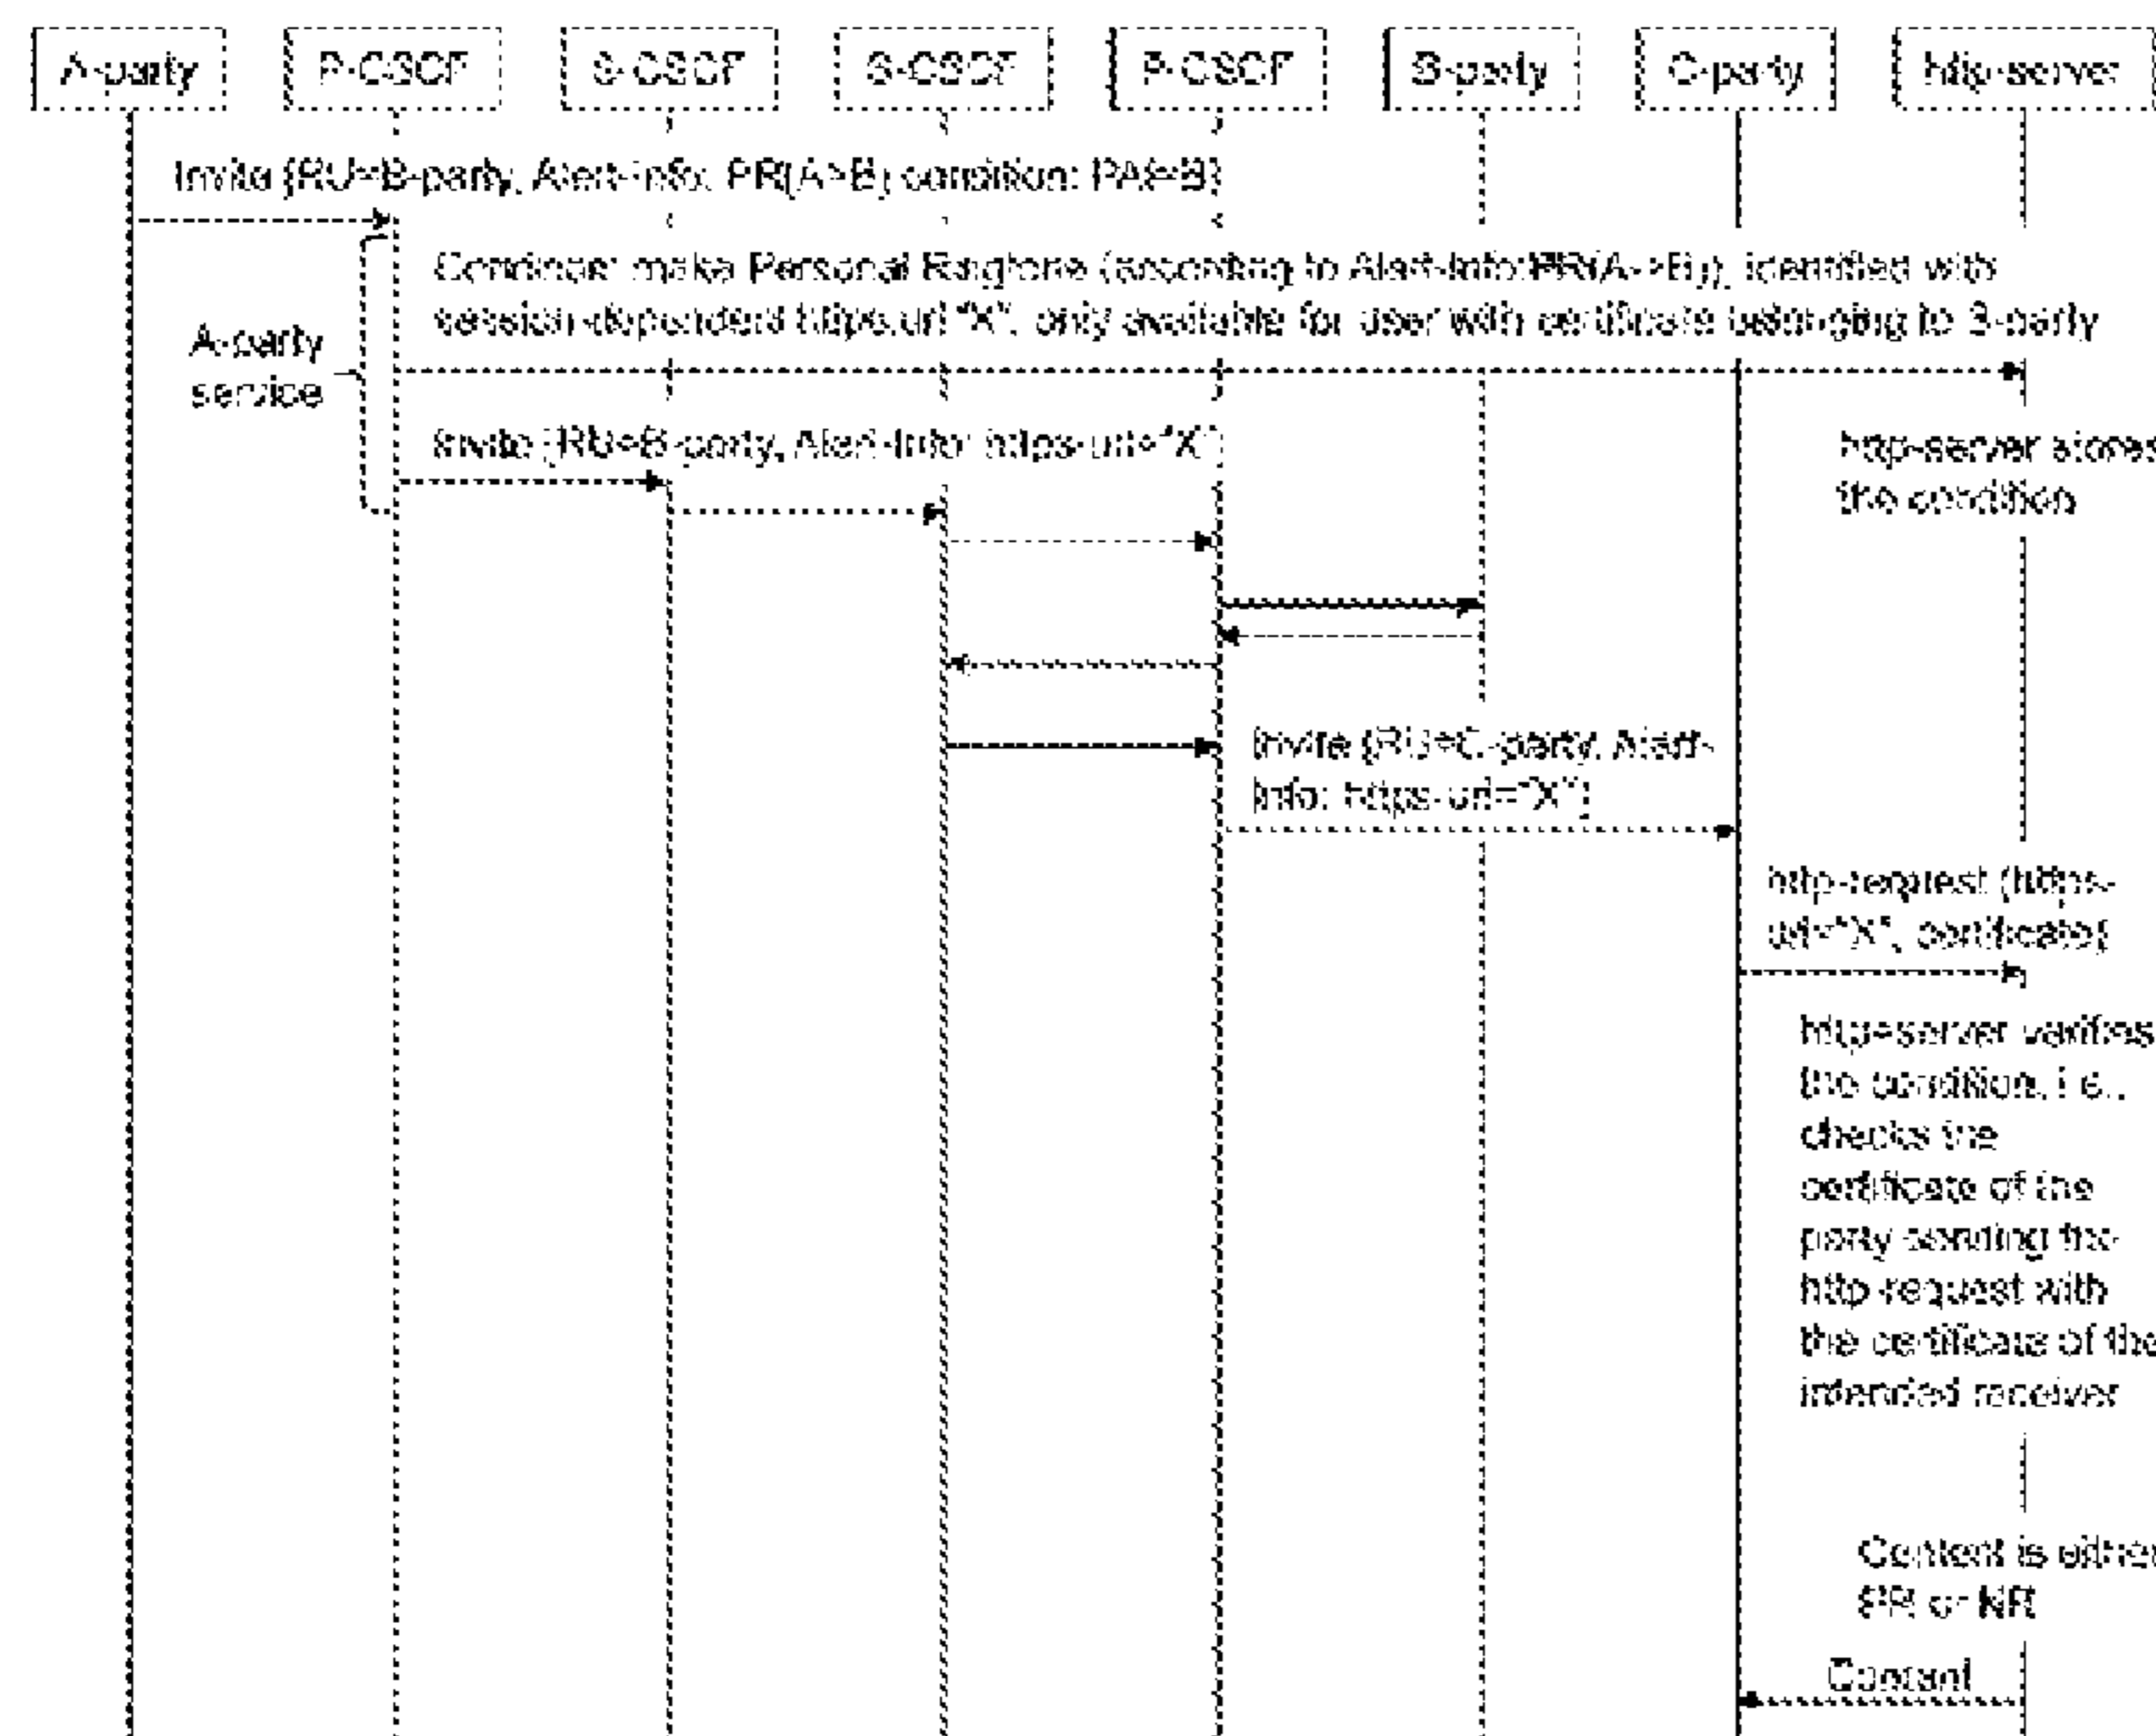 A-party P-CSCF S-CSCF S-CSCF P-CSCF B-party C-party http-server
Invite (RU=B-party, Alert-info: PR(A>B) condition: PAI=B)
Condition: make Personal Ringtone (according to Alert-Info:PR(A->B)), identified with
session-dependent https-url "X", only available for user with certificate belonging to B-party
A-party
service
Invite (RU=B-party, Alert-Info: https-url="X")
http-server stores
the condition
Invite (RU=C-party, Alert-
Info: https-url="X")
http-request (https-
url="X", certificate)
http-server verifies
the condition, i.e.,
checks the
certificate of the
party sending the
http-request with
the certificate of the
intended receiver
Content is either
PR or NR
Content